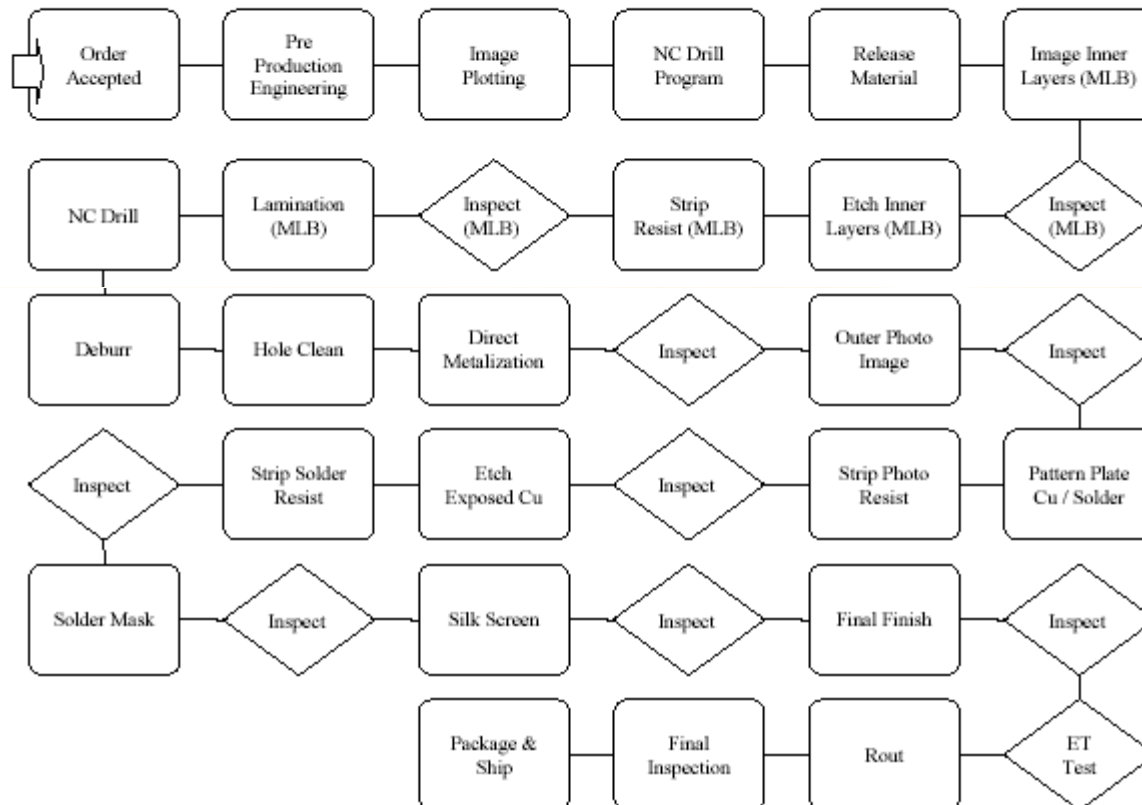 Order
Accepted
Pre
Production
Engineering
Image
Plotting
NC Drill
Program
Release
Material
Image Inner
Layers (MLB)
NC Drill
Lamination
(MLB)
Inspect
(MLB)
Strip
Resist (MLB)
Etch Inner
Layers (MLB)
Inspect
(MLB)
Deburr
Hole Clean
Direct
Metalization
Inspect
Outer Photo
Image
Inspect
Inspect
Strip Solder
Resist
Etch
Exposed Cu
Inspect
Strip Photo
Resist
Pattern Plate
Cu / Solder
Solder Mask
Inspect
Silk Screen
Inspect
Final Finish
Inspect
Package &
Ship
Final
Inspection
Rout
ET
Test